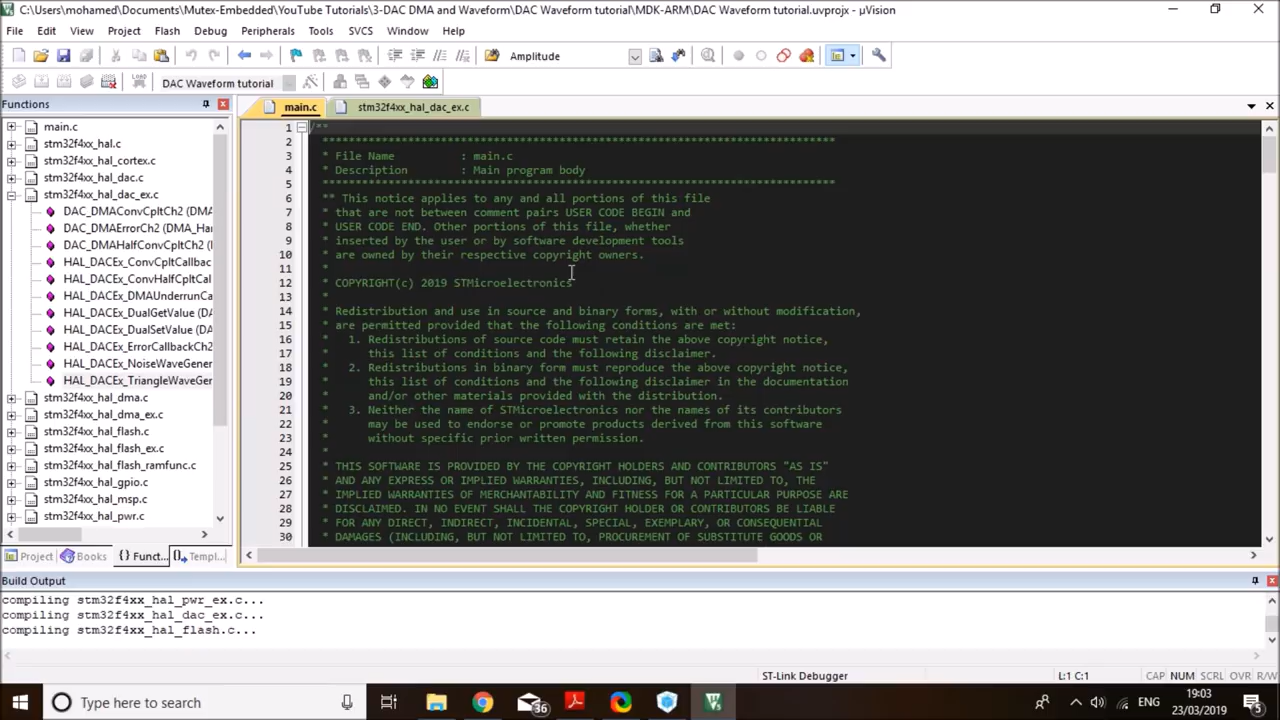 C:\Users\mohamed\Documents\Mutex-Embedded\YouTube Tutorials\3-DAC DMA and Waveform\DAC Waveform tutorial\MDK-ARM\DAC Waveform tutorial.uvprojx - µVision
File Edit View Project Flash Debug Peripherals Tools SVCS Window Help
Amplitude
DAC Waveform tutorial
Functions
main.c
stm32f4xx_hal.c
stm32f4xx_hal_cortex.c
stm32f4xx_hal_dac.c
stm32f4xx_hal_dac_ex.c
DAC_DMAConvCpltCh2 (DMA
DAC_DMAErrorCh2 (DMA_Har
DAC_DMAHalfConvCpltCh2 (
HAL_DACEx_ConvCpltCallbac
HAL_DACEx_ConvHalfCpltCal
HAL_DACEx_DMAUnderrunCa
HAL_DACEx_DualGetValue (DA
HAL_DACEx_DualSetValue (DA
HAL_DACEx_ErrorCallbackCh2
HAL_DACEx_NoiseWaveGener
HAL_DACEx_TriangleWaveGer
stm32f4xx_hal_dma.c
stm32f4xx_hal_dma_ex.c
stm32f4xx_hal_flash.c
stm32f4xx_hal_flash_ex.c
stm32f4xx_hal_flash_ramfunc.c
stm32f4xx_hal_gpio.c
stm32f4xx_hal_msp.c
stm32f4xx_hal_pwr.c
Project Books {} Funct... Templ...
main.c stm32f4xx_hal_dac_ex.c
1 /**
2 ******************************************************************************
3 * File Name : main.c
4 * Description : Main program body
5 ******************************************************************************
6 ** This notice applies to any and all portions of this file
7 * that are not between comment pairs USER CODE BEGIN and
8 * USER CODE END. Other portions of this file, whether
9 * inserted by the user or by software development tools
10 * are owned by their respective copyright owners.
11 *
12 * COPYRIGHT(c) 2019 STMicroelectronics
13 *
14 * Redistribution and use in source and binary forms, with or without modification,
15 * are permitted provided that the following conditions are met:
16 * 1. Redistributions of source code must retain the above copyright notice,
17 * this list of conditions and the following disclaimer.
18 * 2. Redistributions in binary form must reproduce the above copyright notice,
19 * this list of conditions and the following disclaimer in the documentation
20 * and/or other materials provided with the distribution.
21 * 3. Neither the name of STMicroelectronics nor the names of its contributors
22 * may be used to endorse or promote products derived from this software
23 * without specific prior written permission.
24 *
25 * THIS SOFTWARE IS PROVIDED BY THE COPYRIGHT HOLDERS AND CONTRIBUTORS "AS IS"
26 * AND ANY EXPRESS OR IMPLIED WARRANTIES, INCLUDING, BUT NOT LIMITED TO, THE
27 * IMPLIED WARRANTIES OF MERCHANTABILITY AND FITNESS FOR A PARTICULAR PURPOSE ARE
28 * DISCLAIMED. IN NO EVENT SHALL THE COPYRIGHT HOLDER OR CONTRIBUTORS BE LIABLE
29 * FOR ANY DIRECT, INDIRECT, INCIDENTAL, SPECIAL, EXEMPLARY, OR CONSEQUENTIAL
30 * DAMAGES (INCLUDING, BUT NOT LIMITED TO, PROCUREMENT OF SUBSTITUTE GOODS OR
Build Output
compiling stm32f4xx_hal_pwr_ex.c...
compiling stm32f4xx_hal_dac_ex.c...
compiling stm32f4xx_hal_flash.c...
ST-Link Debugger L:1 C:1 CAP NUM SCRL OVR R/W
Type here to search
36
ENG
19:03
23/03/2019
5